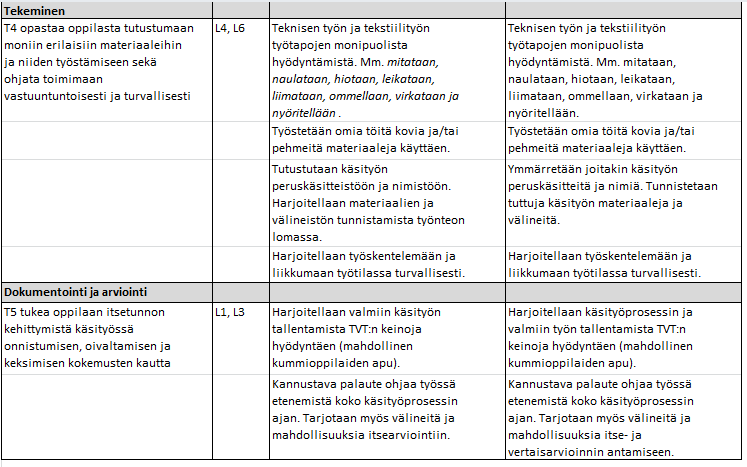 Tekeminen
T4 opastaa oppilasta tutustumaan
moniin erilaisiin materiaaleihin
ja niiden työstämiseen sekä
ohjata toimimaan
vastuuntuntoisesti ja turvallisesti
L4, L6
Teknisen työn ja tekstiilityön
työtapojen monipuolista
hyödyntämistä. Mm. mitataan,
naulataan, hiotaan, leikataan,
liimataan, ommellaan, virkataan ja
nyöritellään .
Teknisen työn ja tekstiilityön
työtapojen monipuolista
hyödyntämistä. Mm. mitataan,
naulataan, hiotaan, leikataan,
liimataan, ommellaan, virkataan ja
nyöritellään.
Työstetään omia töitä kovia ja/tai
pehmeitä materiaaleja käyttäen.
Työstetään omia töitä kovia ja/tai
pehmeitä materiaaleja käyttäen.
Tutustutaan käsityön
peruskäsitteistöön ja nimistöön.
Harjoitellaan materiaalien ja
välineistön tunnistamista työnteon
lomassa.
Ymmärretään joitakin käsityön
peruskäsitteitä ja nimiä. Tunnistetaan
tuttuja käsityön materiaaleja ja
välineitä.
Harjoitellaan työskentelemään ja
liikkumaan työtilassa turvallisesti.
Harjoitellaan työskentelemään ja
liikkumaan työtilassa turvallisesti.
Dokumentointi ja arviointi
T5 tukea oppilaan itsetunnon
kehittymistä käsityössä
onnistumisen, oivaltamisen ja
keksimisen kokemusten kautta
L1, L3
Harjoitellaan valmiin käsityön
tallentamista TVT:n keinoja
hyödyntäen (mahdollinen
kummioppilaiden apu).
Harjoitellaan käsityöprosessin ja
valmiin työn tallentamista TVT:n
keinoja hyödyntäen (mahdollinen
kummioppilaiden apu).
Kannustava palaute ohjaa työssä
etenemistä koko käsityöprosessin
ajan. Tarjotaan myös välineitä ja
mahdollisuuksia itsearviointiin.
Kannustava palaute ohjaa työssä
etenemistä koko käsityöprosessin
ajan. Tarjotaan myös välineitä ja
mahdollisuuksia itse- ja
vertaisarvioinnin antamiseen.